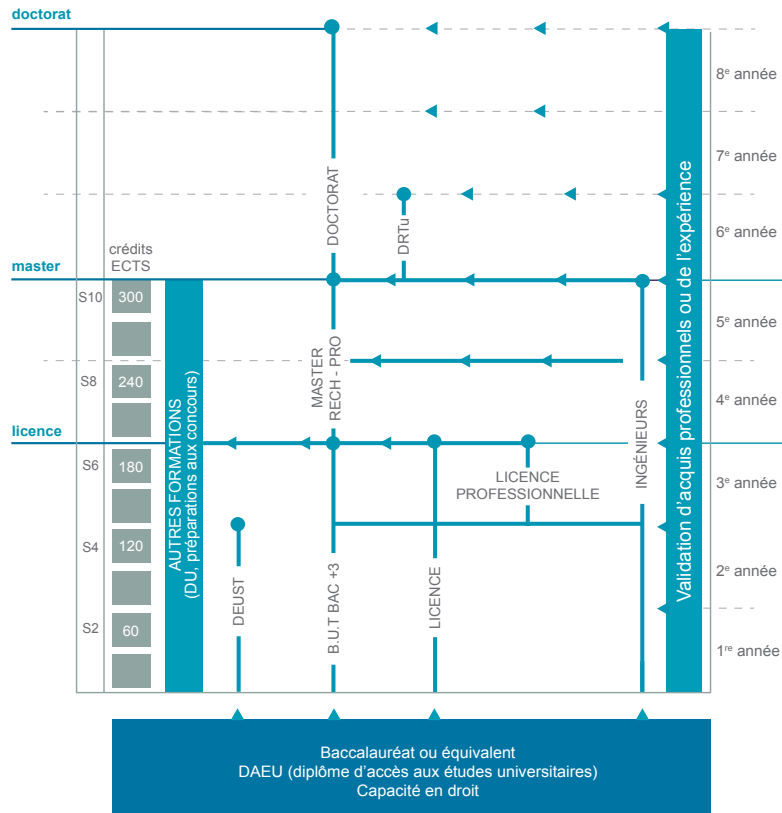 doctorat
8e année
7e année
DOCTORAT
DRTu
6e année
crédits
ECTS
master
S10
300
5e année
S8
240
MASTER
RECH - PRO
4e année
licence
S6
180
LICENCE
PROFESSIONNELLE
3e année
S4
120
2e année
S2
60
1re année
AUTRES FORMATIONS
(DU, préparations aux concours)
DEUST
B.U.T BAC +3
LICENCE
INGÉNIEURS
Validation d'acquis professionnels ou de l'expérience
Baccalauréat ou équivalent
DAEU (diplôme d'accès aux études universitaires)
Capacité en droit